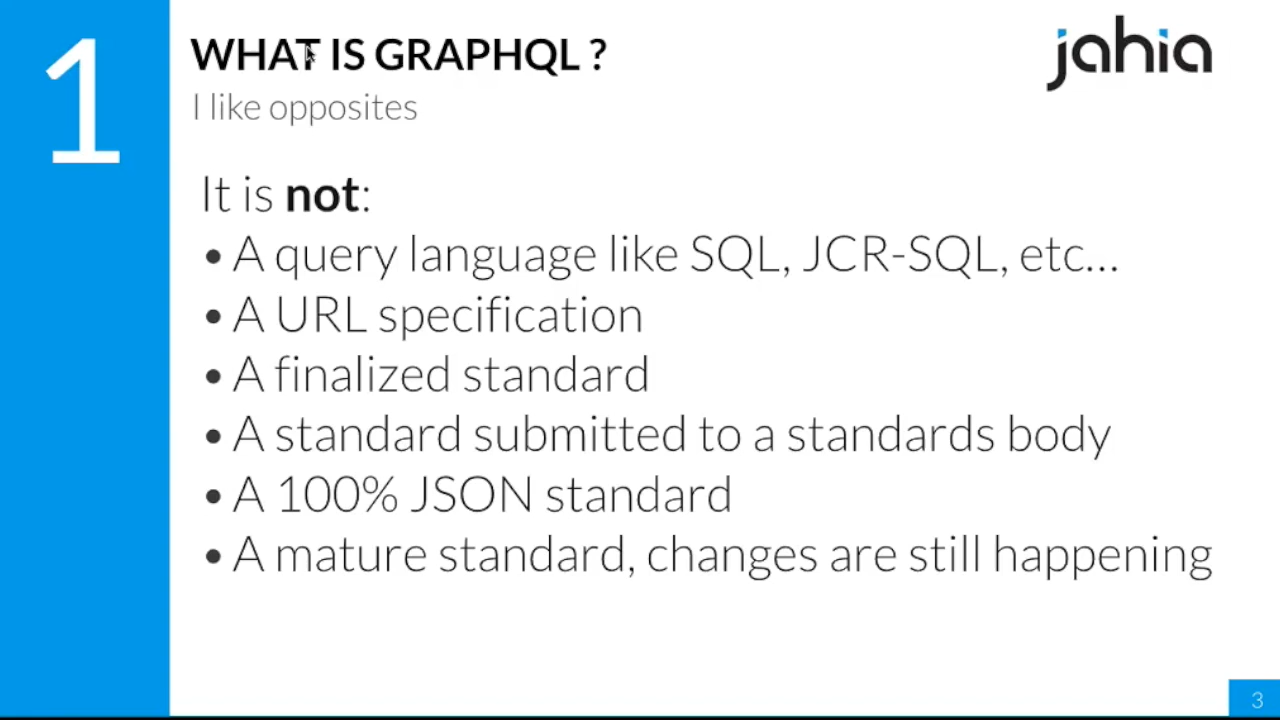 1
WHAT IS GRAPHQL ?
I like opposites
jahia
It is not:
• A query language like SQL, JCR-SQL, etc…
• A URL specification
• A finalized standard
• A standard submitted to a standards body
• A 100% JSON standard
• A mature standard, changes are still happening
3